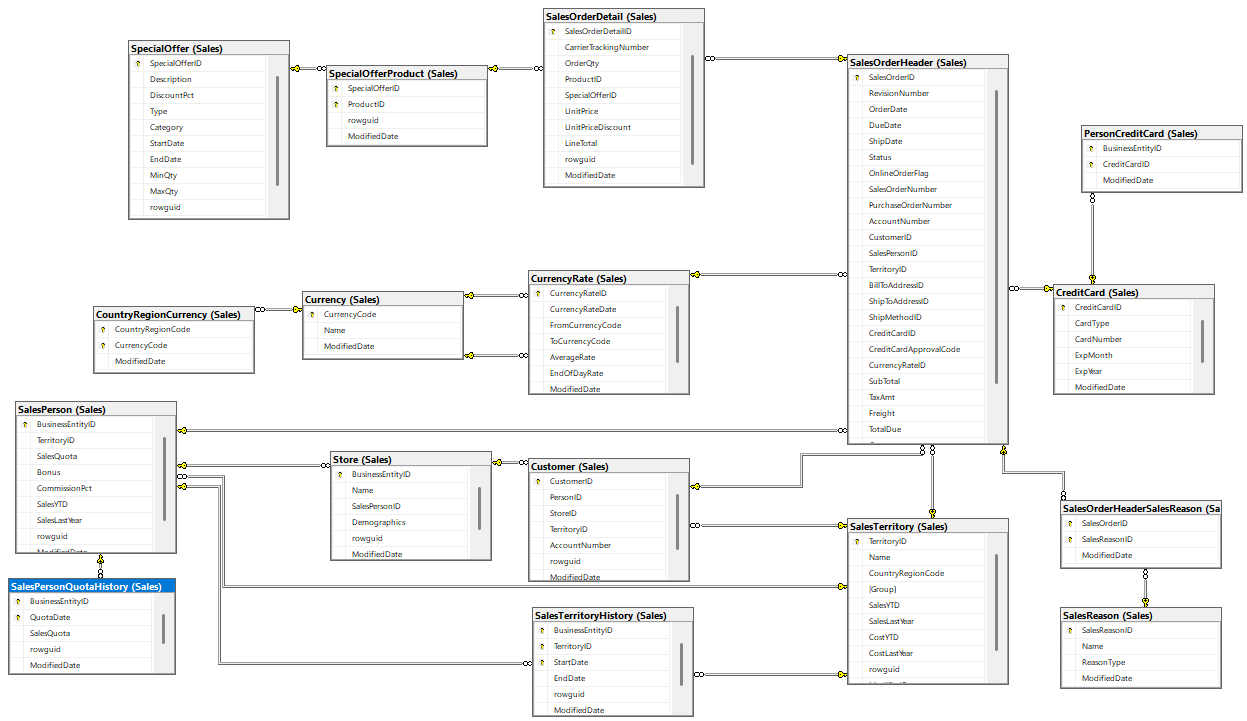 SpecialOffer (Sales)
SpecialOfferID
Description
DiscountPct
Type
Category
StartDate
EndDate
MinQty
MaxQty
rowguid
SpecialOfferProduct (Sales)
SpecialOfferID
ProductID
rowguid
ModifiedDate
SalesOrderDetail (Sales)
SalesOrderDetailID
CarrierTrackingNumber
OrderQty
ProductID
SpecialOfferID
UnitPrice
UnitPriceDiscount
LineTotal
rowguid
ModifiedDate
SalesOrderHeader (Sales)
SalesOrderID
RevisionNumber
OrderDate
DueDate
ShipDate
Status
OnlineOrderFlag
SalesOrderNumber
PurchaseOrderNumber
AccountNumber
CustomerID
SalesPersonID
TerritoryID
BillToAddressID
ShipToAddressID
ShipMethodID
CreditCardID
CreditCardApprovalCode
CurrencyRateID
SubTotal
TaxAmt
Freight
TotalDue
PersonCreditCard (Sales)
BusinessEntityID
CreditCardID
ModifiedDate
CreditCard (Sales)
CreditCardID
CardType
CardNumber
ExpMonth
ExpYear
ModifiedDate
CountryRegionCurrency (Sales)
CountryRegionCode
CurrencyCode
ModifiedDate
Currency (Sales)
CurrencyCode
Name
ModifiedDate
CurrencyRate (Sales)
CurrencyRateID
CurrencyRateDate
FromCurrencyCode
ToCurrencyCode
AverageRate
EndOfDayRate
ModifiedDate
SalesPerson (Sales)
BusinessEntityID
TerritoryID
SalesQuota
Bonus
CommissionPct
SalesYTD
SalesLastYear
rowguid
ModifiedDate
Store (Sales)
BusinessEntityID
Name
SalesPersonID
Demographics
rowguid
ModifiedDate
Customer (Sales)
CustomerID
PersonID
StoreID
TerritoryID
AccountNumber
rowguid
ModifiedDate
SalesTerritory (Sales)
TerritoryID
Name
CountryRegionCode
[Group]
SalesYTD
SalesLastYear
CostYTD
CostLastYear
rowguid
SalesOrderHeaderSalesReason (Sa
SalesOrderID
SalesReasonID
ModifiedDate
SalesPersonQuotaHistory (Sales)
BusinessEntityID
QuotaDate
SalesQuota
rowguid
ModifiedDate
SalesTerritoryHistory (Sales)
BusinessEntityID
TerritoryID
StartDate
EndDate
rowguid
ModifiedDate
SalesReason (Sales)
SalesReasonID
Name
ReasonType
ModifiedDate